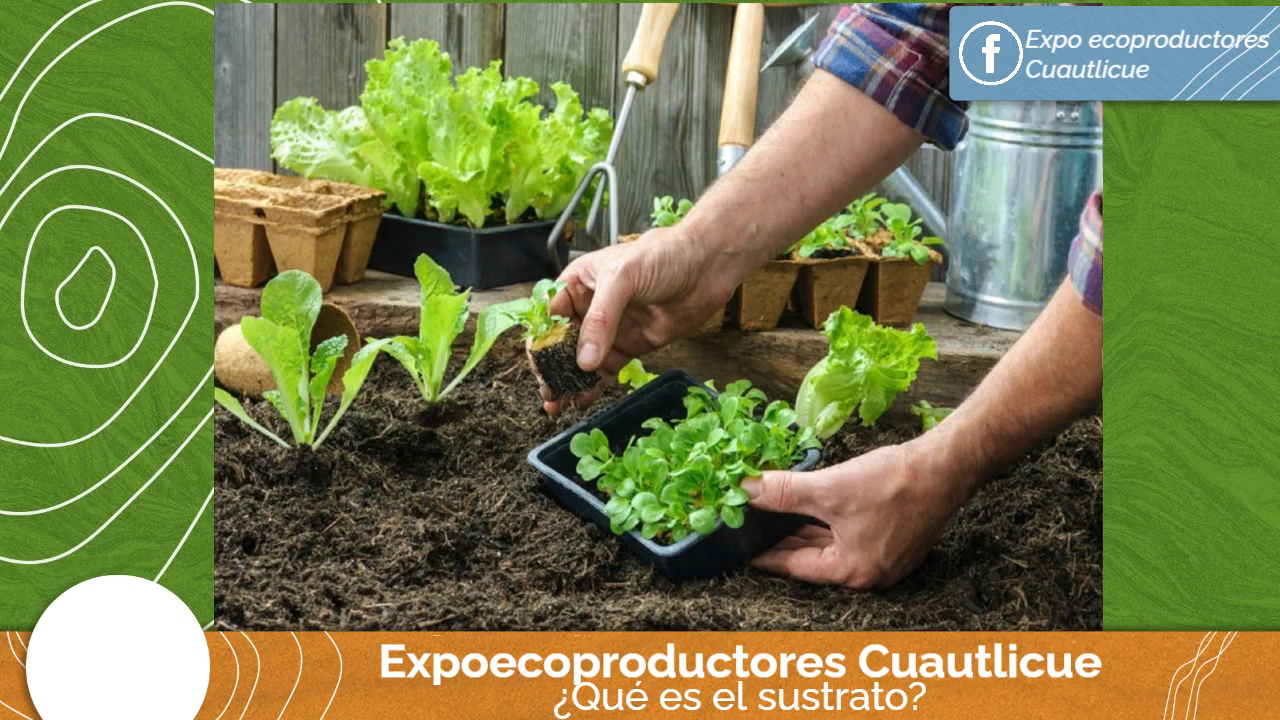 Expo ecoproductores
Cuautlicue
Expoecoproductores Cuautlicue
¿Qué es el sustrato?